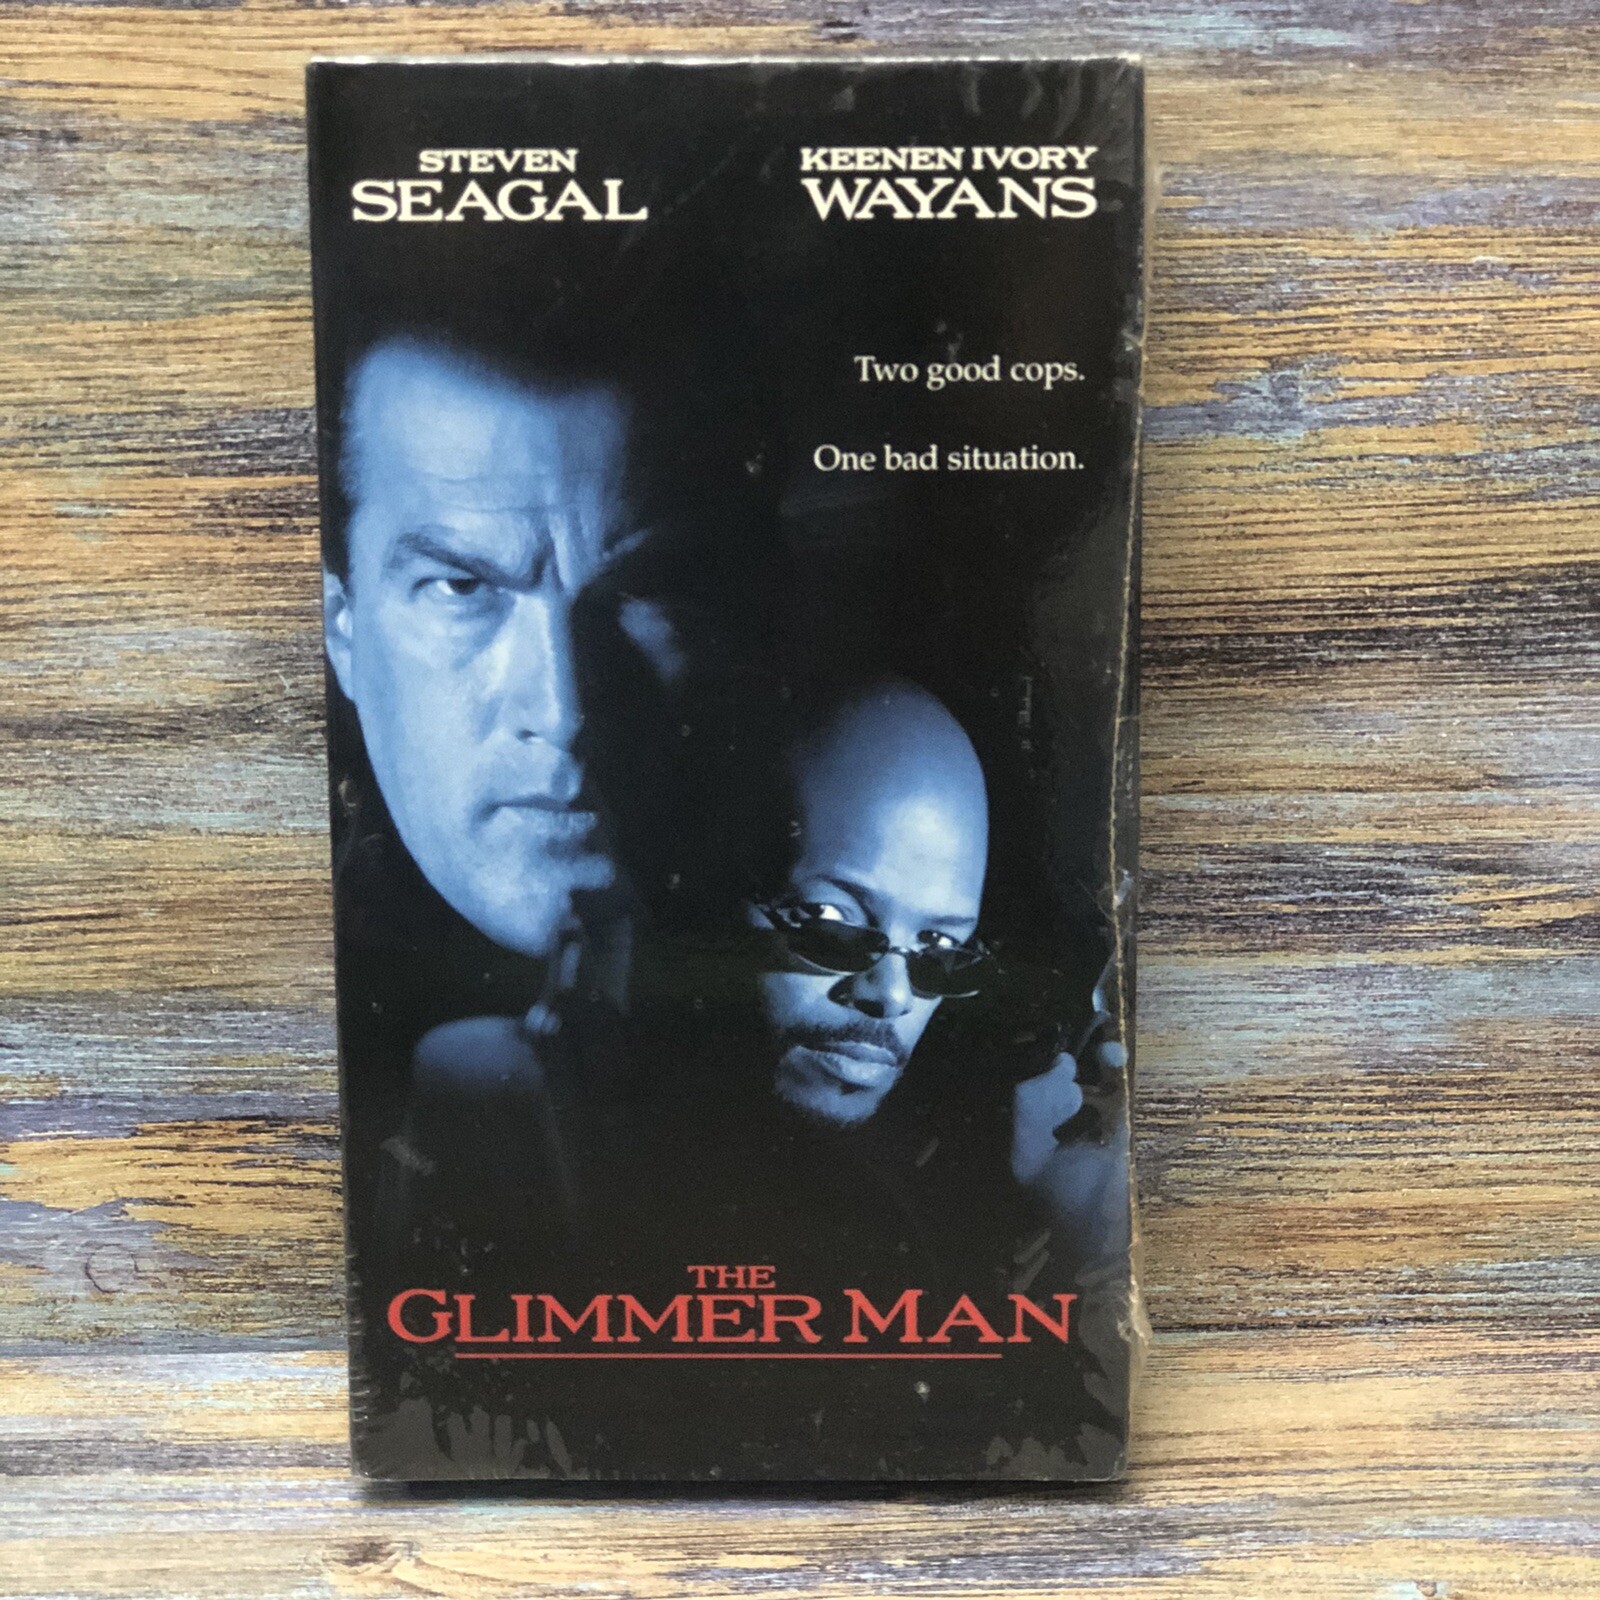 STEVEN
SEAGAL
KEENEN IVORY
WAYANS
Two good cops.
One bad situation.
THE
GLIMMER MAN